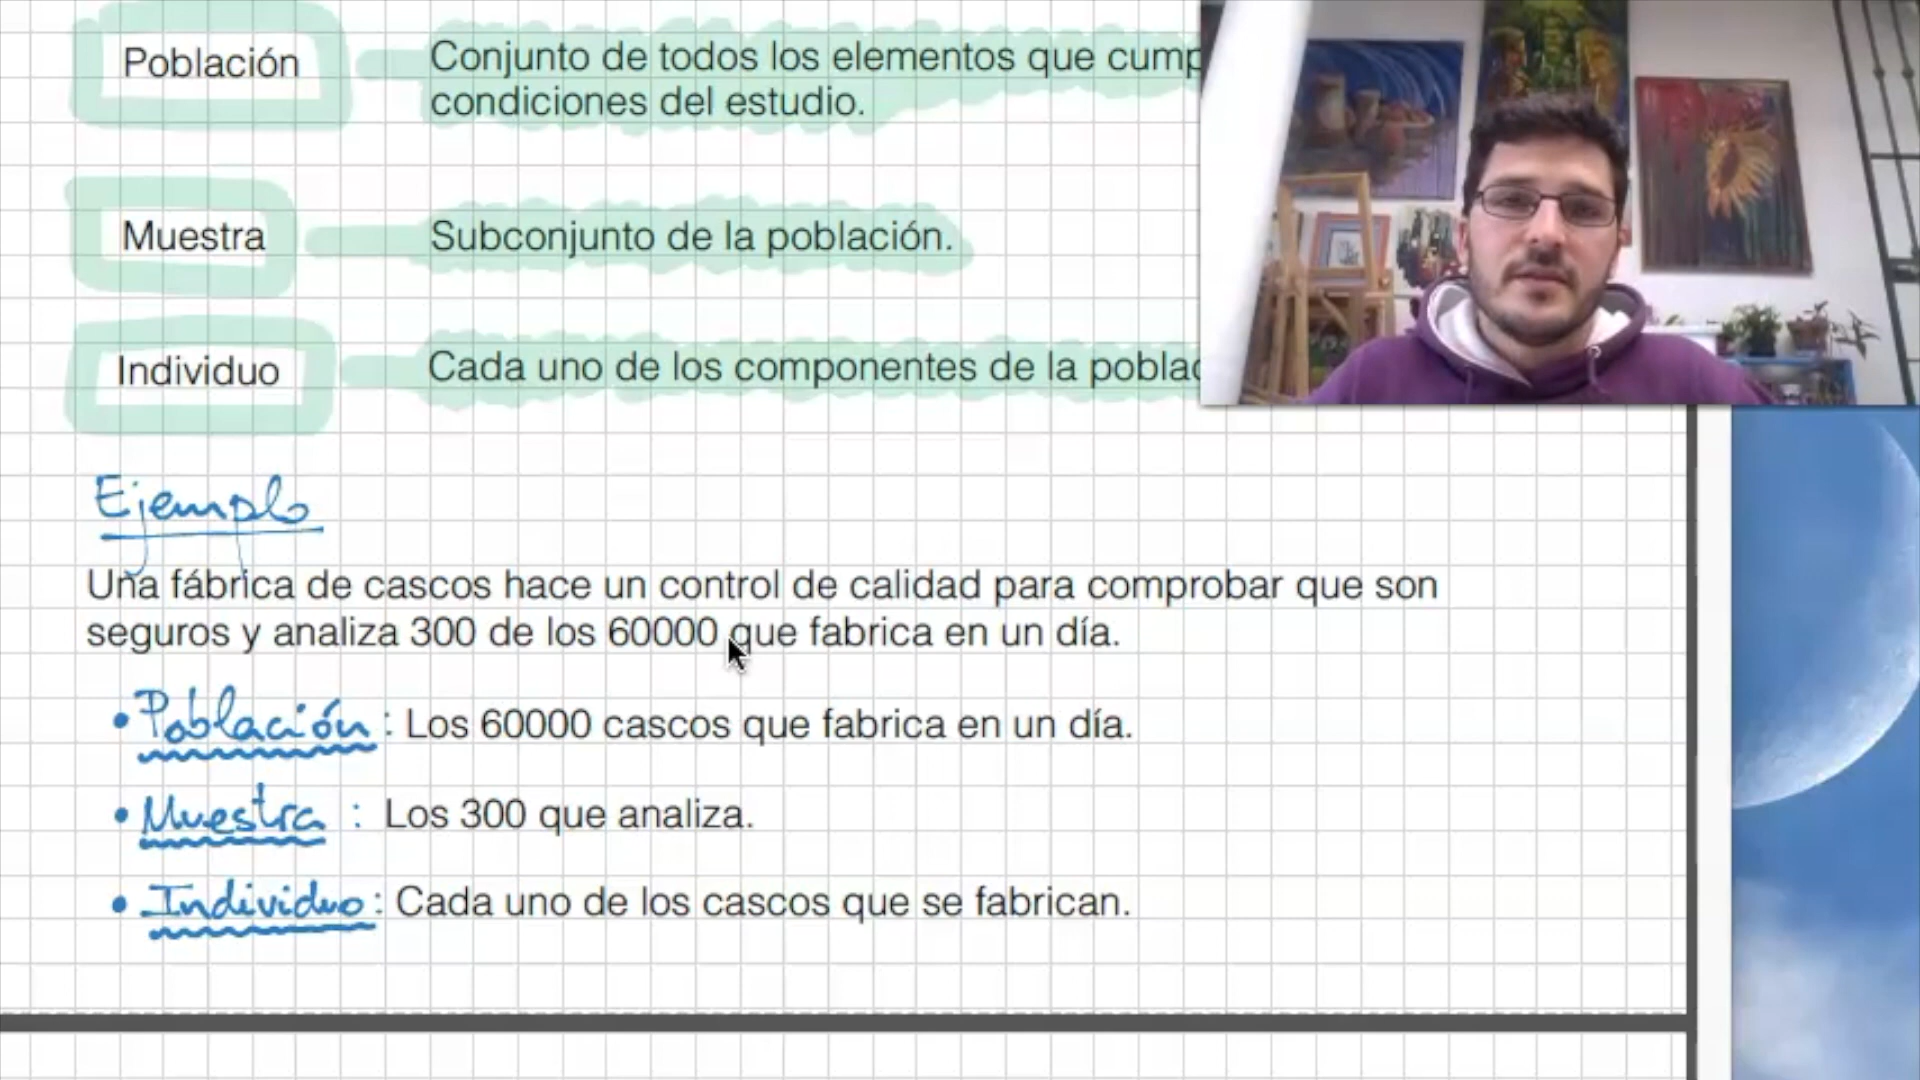 Población
Conjunto de todos los elementos que
condiciones del estudio.
Muestra
Subconjunto de la población.
Individuo
Cada uno de los componentes de la
Ejemplo
Una fábrica de cascos hace un control de calidad para comprobar que son
seguros y analiza 300 de los 60000 que fabrica en un día.
• Población: Los 60000 cascos que fabrica en un día.
• Muestra : Los 300 que analiza.
• Individuo: Cada uno de los cascos que se fabrican.